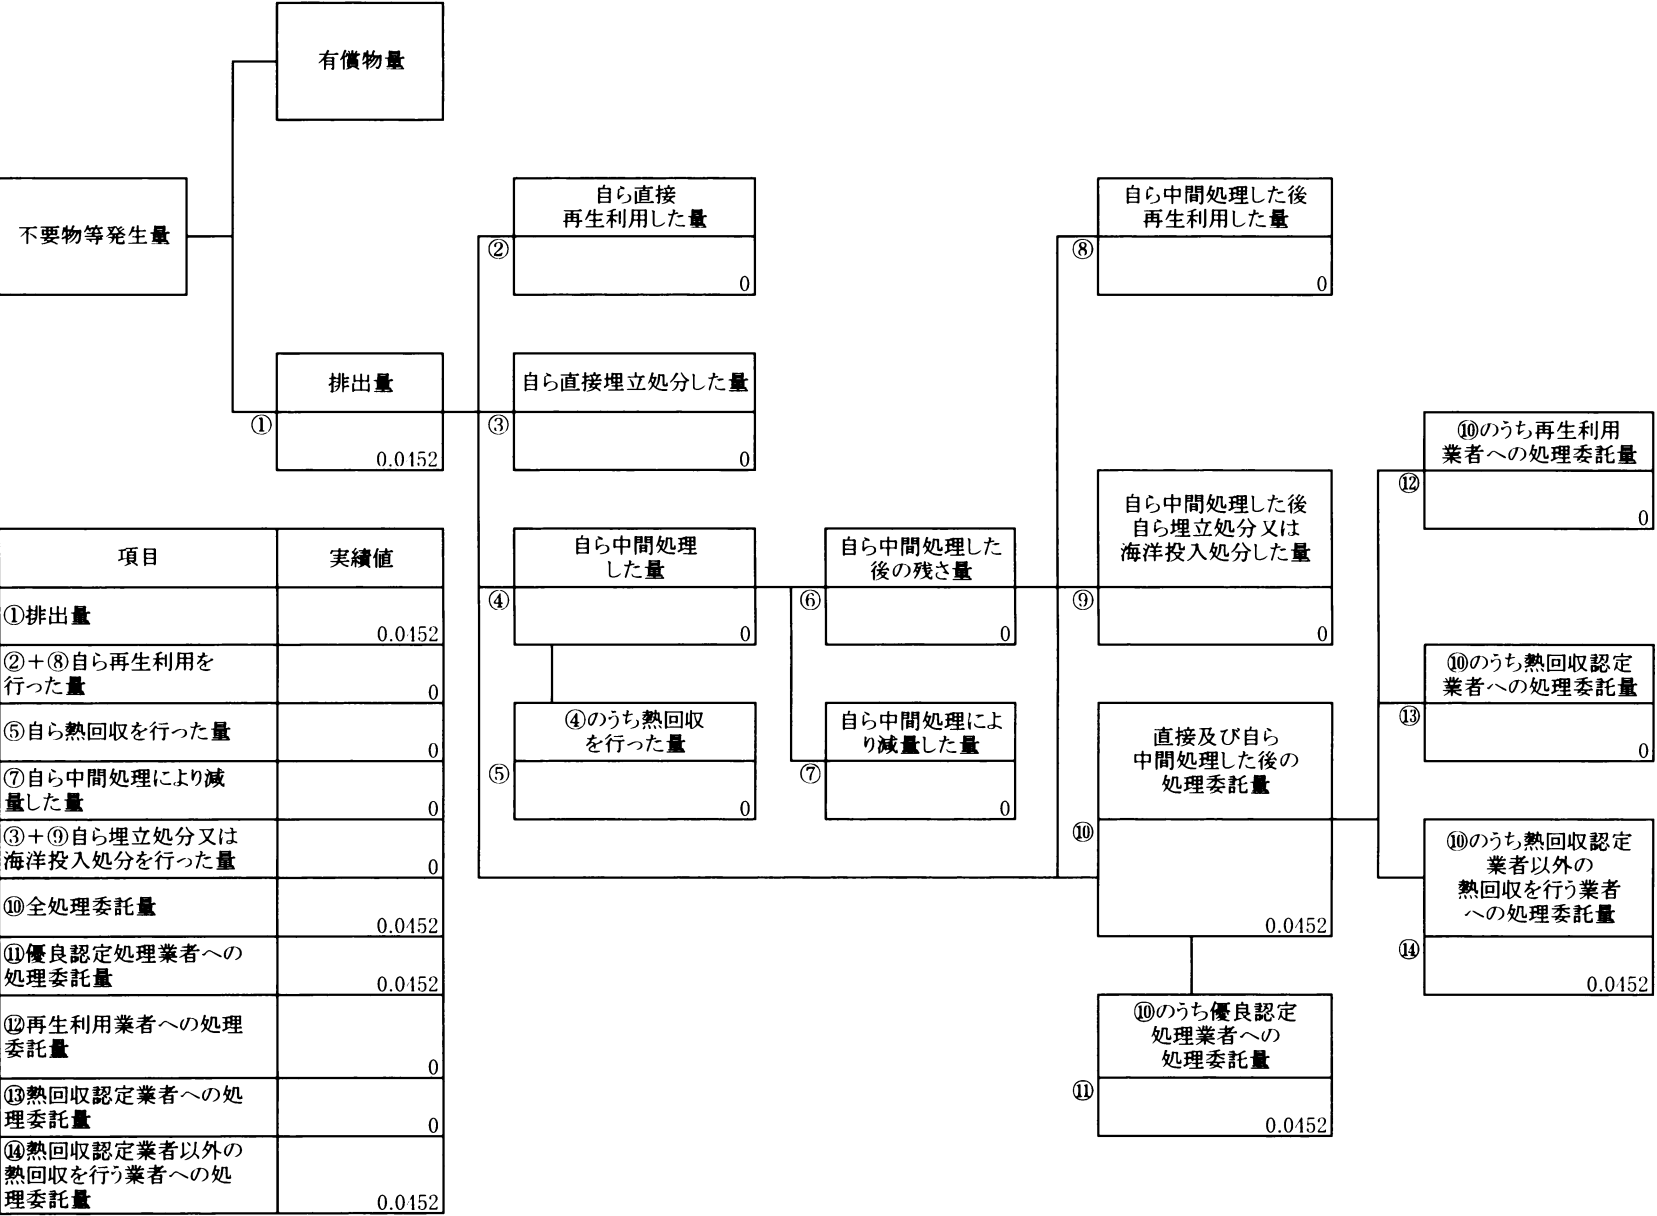 有償物量
不要物等発生量
排出量
①
0.0452
自ら直接
再生利用した量
②
0
自ら直接埋立処分した量
③
0
自ら中間処理
した量
④
0
④のうち熱回収
を行った量
⑤
0
自ら中間処理した
後の残さ量
⑥
0
自ら中間処理によ
り減量した量
⑦
0
自ら中間処理した後
再生利用した量
⑧
0
自ら中間処理した後
自ら埋立処分又は
海洋投入処分した量
⑨
0
直接及び自ら
中間処理した後の
処理委託量
⑩
0.0452
⑩のうち優良認定
処理業者への
処理委託量
⑪
0.0452
⑩のうち再生利用
業者への処理委託量
⑫
0
⑩のうち熱回収認定
業者への処理委託量
⑬
0
⑩のうち熱回収認定
業者以外の
熱回収を行う業者
への処理委託量
⑭
0.0452
項目 実績値
①排出量
0.0452
②+⑧自ら再生利用を
行った量
0
⑤自ら熱回収を行った量
0
⑦自ら中間処理により減
量した量
0
③+⑨自ら埋立処分又は
海洋投入処分を行った量
0
⑩全処理委託量
0.0452
⑪優良認定処理業者への
処理委託量
0.0452
⑫再生利用業者への処理
委託量
0
⑬熱回収認定業者への処
理委託量
0
⑭熱回収認定業者以外の
熱回収を行う業者への処
理委託量
0.0452